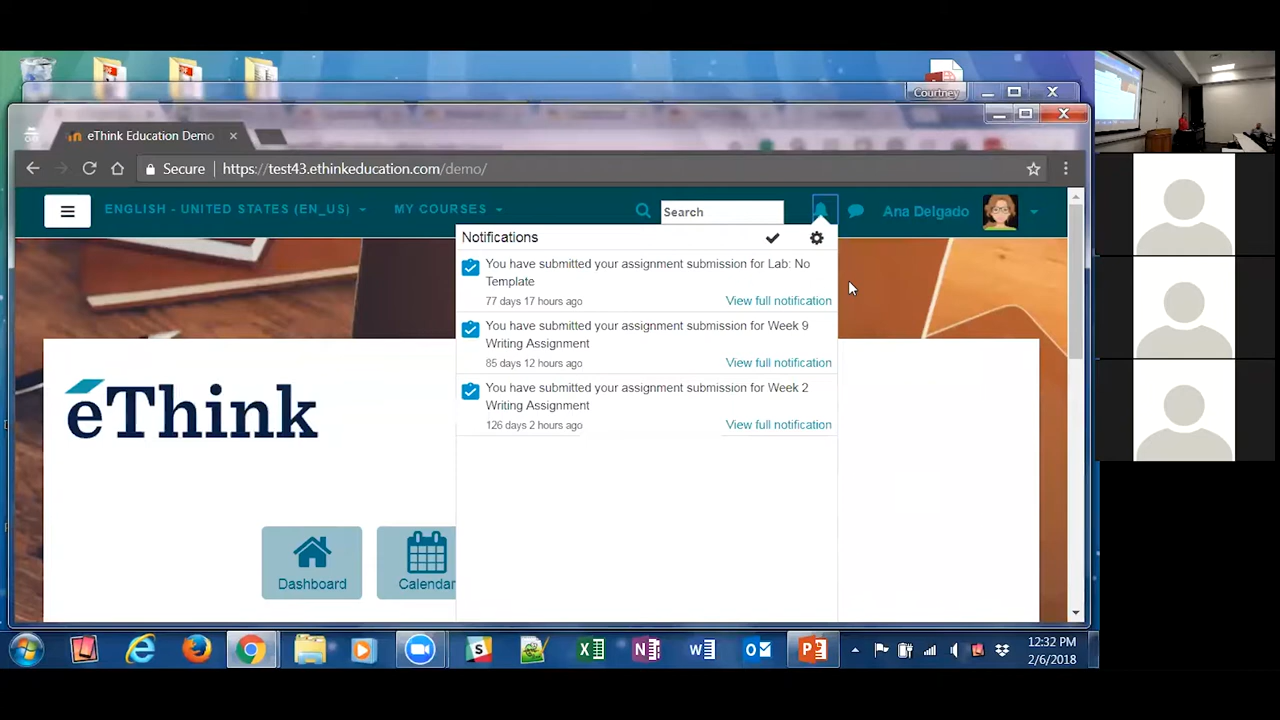 Courtney
eThink Education Demo
Secure
https://test43.ethinkeducation.com/demo/
ENGLISH - UNITED STATES (EN_US)
MY COURSES
Search
Ana Delgado
Notifications
You have submitted your assignment submission for Lab: No
Template
77 days 17 hours ago
View full notification
You have submitted your assignment submission for Week 9
Writing Assignment
85 days 12 hours ago
View full notification
You have submitted your assignment submission for Week 2
Writing Assignment
126 days 2 hours ago
View full notification
éThink
Dashboard
Calendar
12:32 PM
2/6/2018